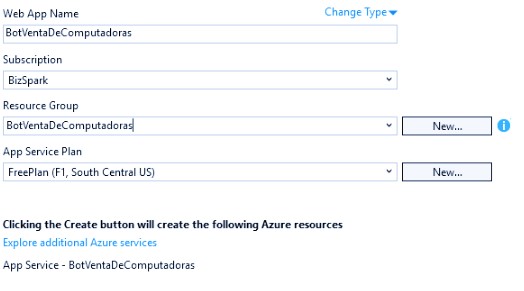 Web App Name
Change Type
BotVentaDeComputadoras
Subscription
BizSpark
Resource Group
BotVentaDeComputadoras
New...
App Service Plan
FreePlan (F1, South Central US)
New...
Clicking the Create button will create the following Azure resources
Explore additional Azure services
App Service - BotVentaDeComputadoras